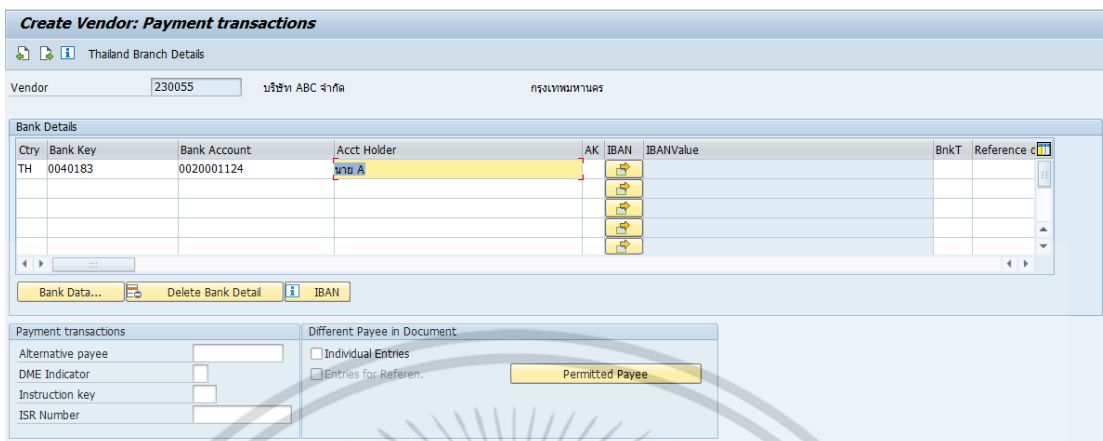 Create Vendor: Payment transactions
Thailand Branch Details
Vendor 230055 บริษัท ABC จำกัด กรุงเทพมหานคร
Bank Details
Ctry Bank Key Bank Account Acct Holder AK IBAN IBANValue BnkT Reference d
TH 0040183 0020001124 นาย A
Bank Data... Delete Bank Detail IBAN
Payment transactions Different Payee in Document
Alternative payee Individual Entries
DME Indicator Entries for Referen. Permitted Payee
Instruction key
ISR Number